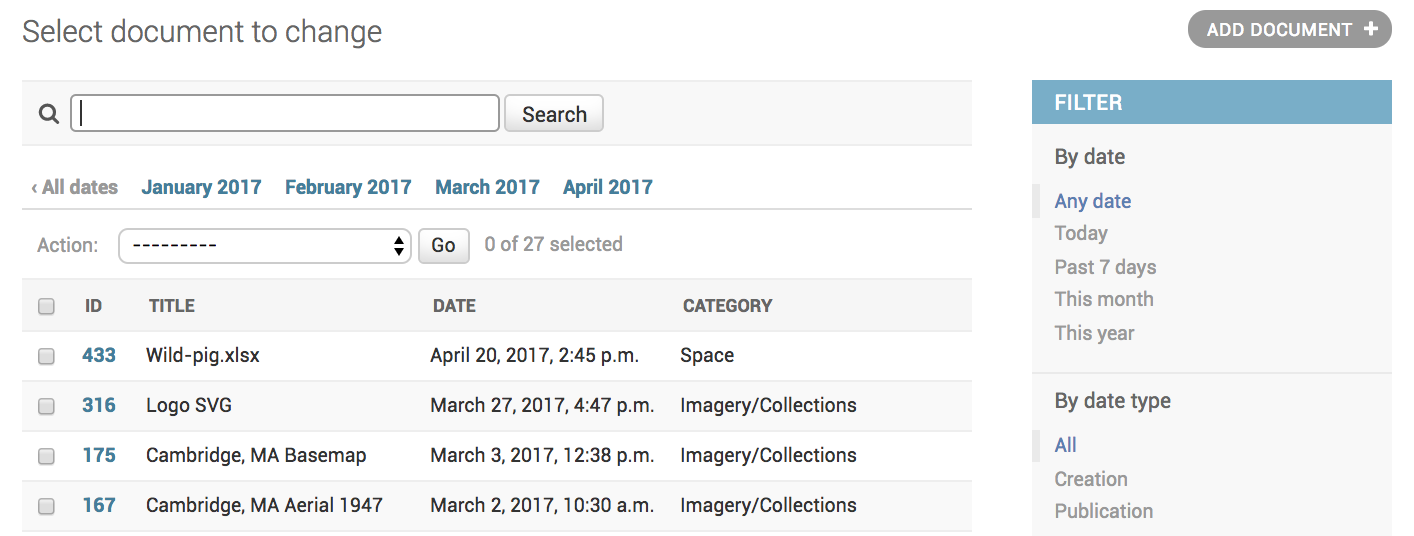 Select document to change
ADD DOCUMENT +
Search
‹ All dates January 2017 February 2017 March 2017 April 2017
Action: --------- Go 0 of 27 selected
ID TITLE DATE CATEGORY
433 Wild-pig.xlsx April 20, 2017, 2:45 p.m. Space
316 Logo SVG March 27, 2017, 4:47 p.m. Imagery/Collections
175 Cambridge, MA Basemap March 3, 2017, 12:38 p.m. Imagery/Collections
167 Cambridge, MA Aerial 1947 March 2, 2017, 10:30 a.m. Imagery/Collections
FILTER
By date
Any date
Today
Past 7 days
This month
This year
By date type
All
Creation
Publication